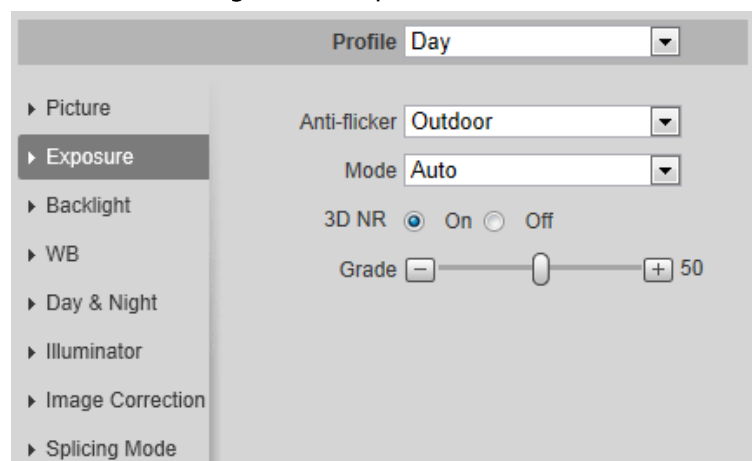 Profile Day
Picture
Exposure
Backlight
WB
Day & Night
Illuminator
Image Correction
Splicing Mode
Anti-flicker Outdoor
Mode Auto
3D NR On Off
Grade 50